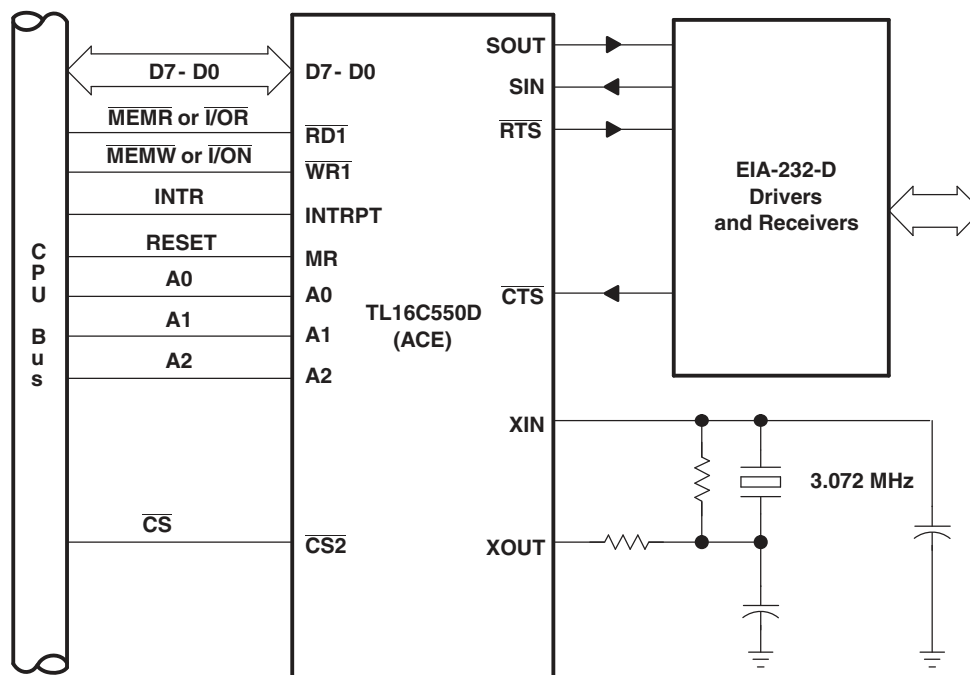 CPU Bus
D7- D0
MEMR or I/OR
MEMW or I/ON
INTR
RESET
A0
A1
A2
CS
D7- D0
RD1
WR1
INTRPT
MR
A0
A1
A2
CS2
TL16C550D
(ACE)
SOUT
SIN
RTS
CTS
XIN
XOUT
EIA-232-D
Drivers
and Receivers
3.072 MHz